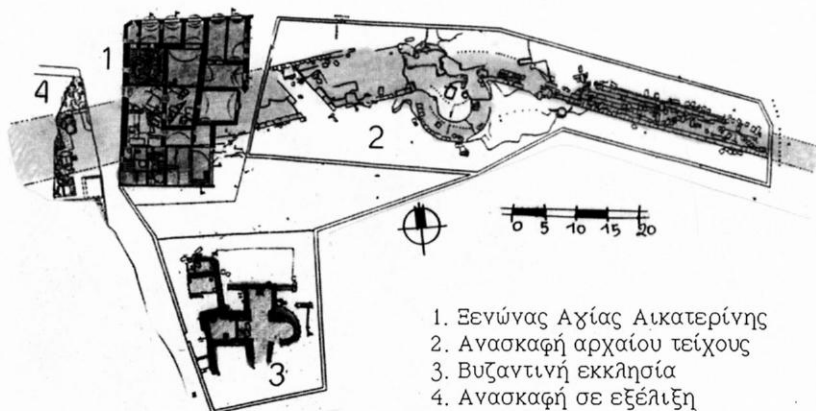 1
4
2
0 5 10 15 20
3
1. Ξενώνας Αγίας Αικατερίνης
2. Ανασκαφή αρχαίου τείχους
3. Βυζαντινή εκκλησία
4. Ανασκαφή σε εξέλιξη